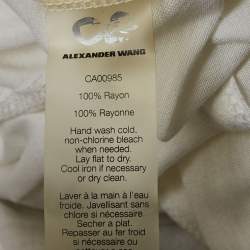 ALEXANDER WANG
CA00985
100% Rayon
100% Rayonne
Hand wash cold,
non-chlorine bleach
when needed.
Lay flat to dry.
Cool iron if necessary
or dry clean.
Laver à la main à l'eau
froide. Javellisant sans
chlore si nécessaire
Secher a plat.
Repasser au fer froid
si nécessaire ou